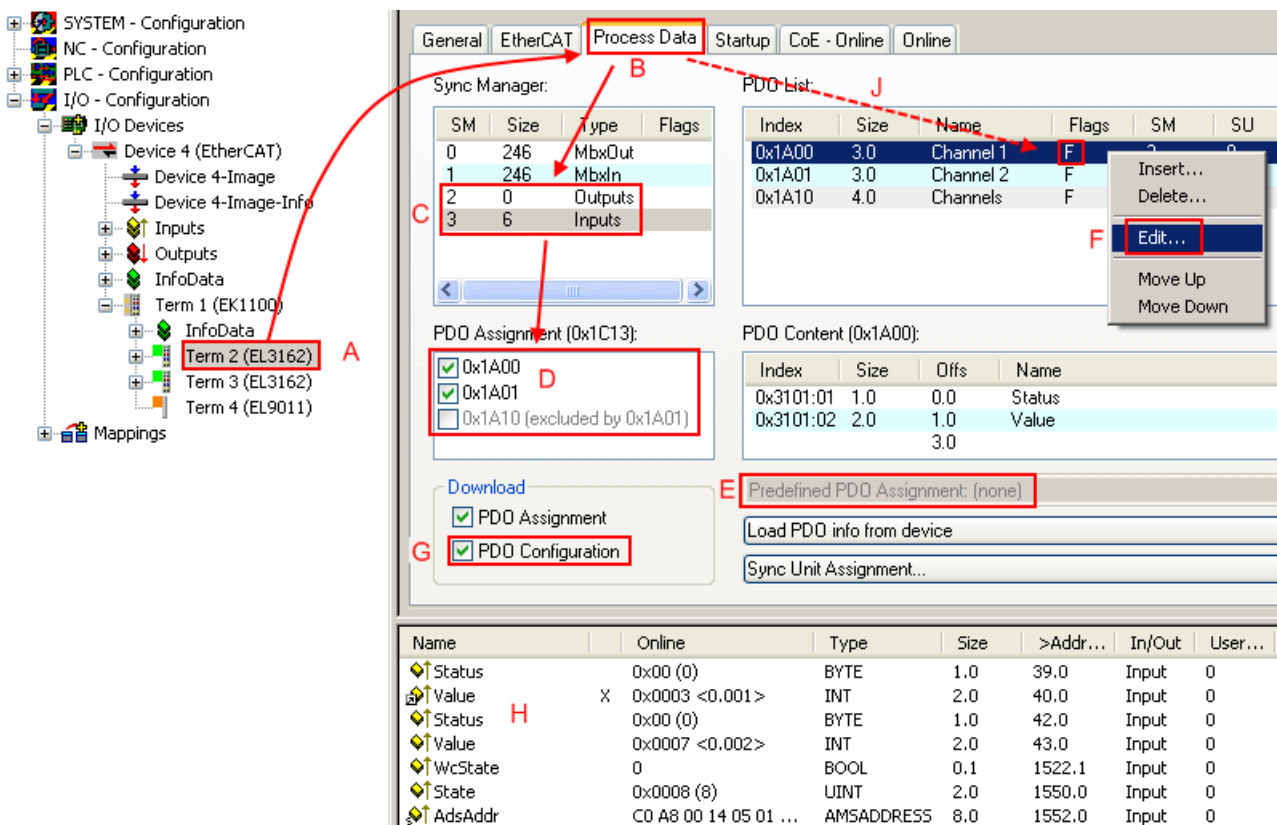 SYSTEM - Configuration
NC - Configuration
PLC - Configuration
I/O - Configuration
I/O Devices
Device 4 (EtherCAT)
Device 4-Image
Device 4-Image-Info
Inputs
Outputs
InfoData
Term 1 (EK1100)
InfoData
Term 2 (EL3162)
A
Term 3 (EL3162)
Term 4 (EL9011)
Mappings
General EtherCAT Process Data Startup CoE - Online Online
B
J
Sync Manager:
SM Size Type Flags
0 246 MbxOut
1 246 MbxIn
2 0 Outputs
3 6 Inputs
C
PDO List:
Index Size Name Flags SM SU
0x1A00 3.0 Channel 1 F 3 0
0x1A01 3.0 Channel 2 F
0x1A10 4.0 Channels F
Insert...
Delete...
F
Edit...
Move Up
Move Down
PDO Assignment (0x1C13):
0x1A00
0x1A01
D
0x1A10 (excluded by 0x1A01)
PDO Content (0x1A00):
Index Size Offs Name
0x3101:01 1.0 0.0 Status
0x3101:02 2.0 1.0 Value
3.0
Download
PDO Assignment
G
PDO Configuration
E
Predefined PDO Assignment: (none)
Load PDO info from device
Sync Unit Assignment...
Name Online Type Size >Addr... In/Out User...
Status 0x00 (0) BYTE 1.0 39.0 Input 0
Value X 0x0003 <0.001> INT 2.0 40.0 Input 0
H
Status 0x00 (0) BYTE 1.0 42.0 Input 0
Value 0x0007 <0.002> INT 2.0 43.0 Input 0
WcState 0 BOOL 0.1 1522.1 Input 0
State 0x0008 (8) UINT 2.0 1550.0 Input 0
AdsAddr C0 A8 00 14 05 01 ... AMSADDRESS 8.0 1552.0 Input 0